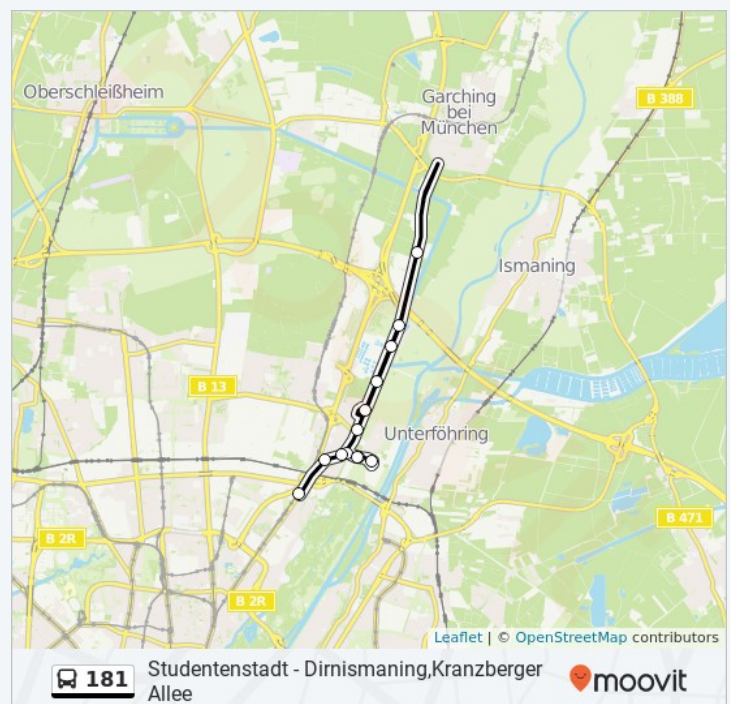 Oberschleißheim
Garching
bei
München
B 388
Ismaning
B 13
Unterföhring
B 471
B 2R
B 2R
Leaflet | © OpenStreetMap contributors
181
Studentenstadt - Dirnismaning,Kranzberger
Allee
moovit